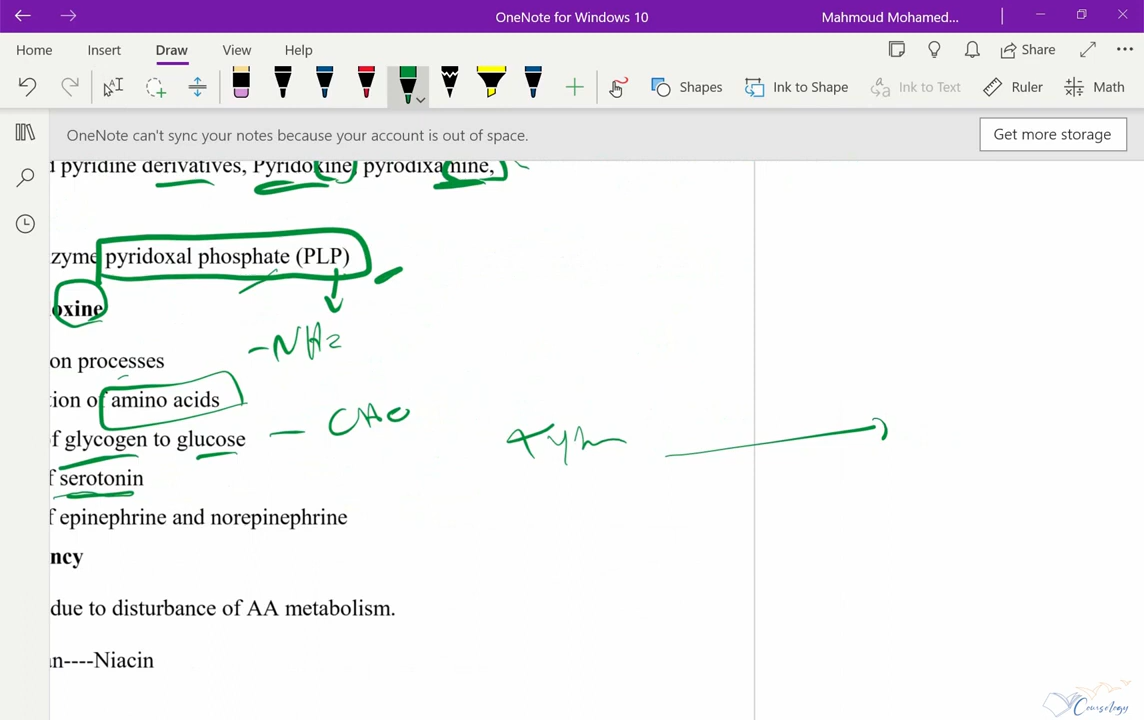 OneNote for Windows 10
Mahmoud Mohamed...
Home Insert Draw View Help
Share
Shapes Ink to Shape Ink to Text Ruler Math
OneNote can't sync your notes because your account is out of space.
Get more storage
pyridine derivatives, Pyridoxine, pyrodixamine,
zyme pyridoxal phosphate (PLP)
oxine
-NH2
on processes
tion of amino acids
- CHO
f glycogen to glucose
f serotonin
f epinephrine and norepinephrine
ncy
due to disturbance of AA metabolism.
n----Niacin
Courselogy